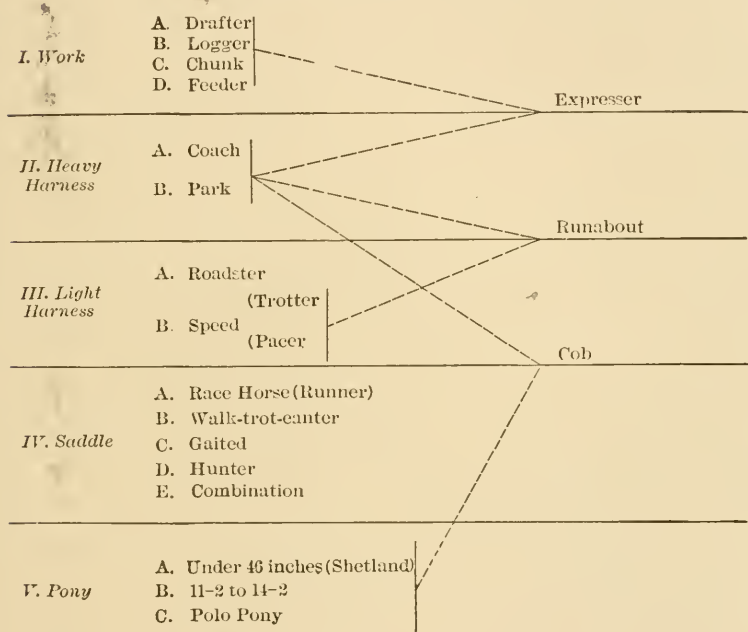 A. Drafter
I. Work
B. Logger
C. Chunk
D. Feeder
Expresser
II. Heavy
Harness
A. Coach
B. Park
Runabout
III. Light
Harness
A. Roadster
(Trotter
B. Speed
(Pacer
Cob
IV. Saddle
A. Race Horse (Runner)
B. Walk-trot-canter
C. Gaited
D. Hunter
E. Combination
V. Pony
A. Under 46 inches (Shetland)
B. 11-2 to 14-2
C. Polo Pony